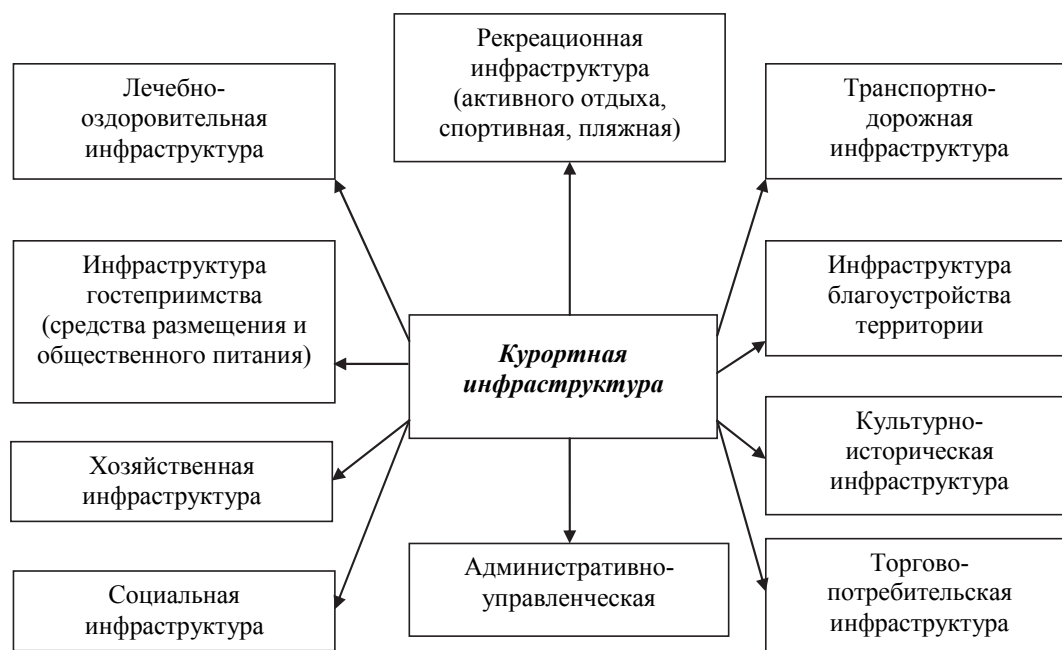 Рекреационная
инфраструктура
(активного отдыха,
спортивная, пляжная)
Лечебно-
оздоровительная
инфраструктура
Транспортно-
дорожная
инфраструктура
Инфраструктура
гостеприимства
(средства размещения и
общественного питания)
Инфраструктура
благоустройства
территории
Курортная
инфраструктура
Культурно-
историческая
инфраструктура
Хозяйственная
инфраструктура
Социальная
инфраструктура
Административно-
управленческая
Торгово-
потребительская
инфраструктура